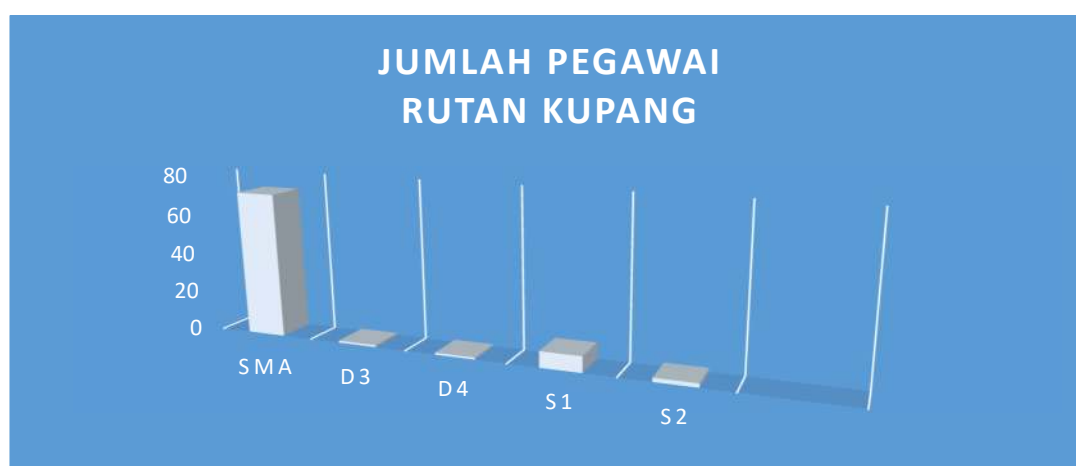 JUMLAH PEGAWAI
RUTAN KUPANG
80
60
40
20
0
SMA
D3
D4
S1
S2